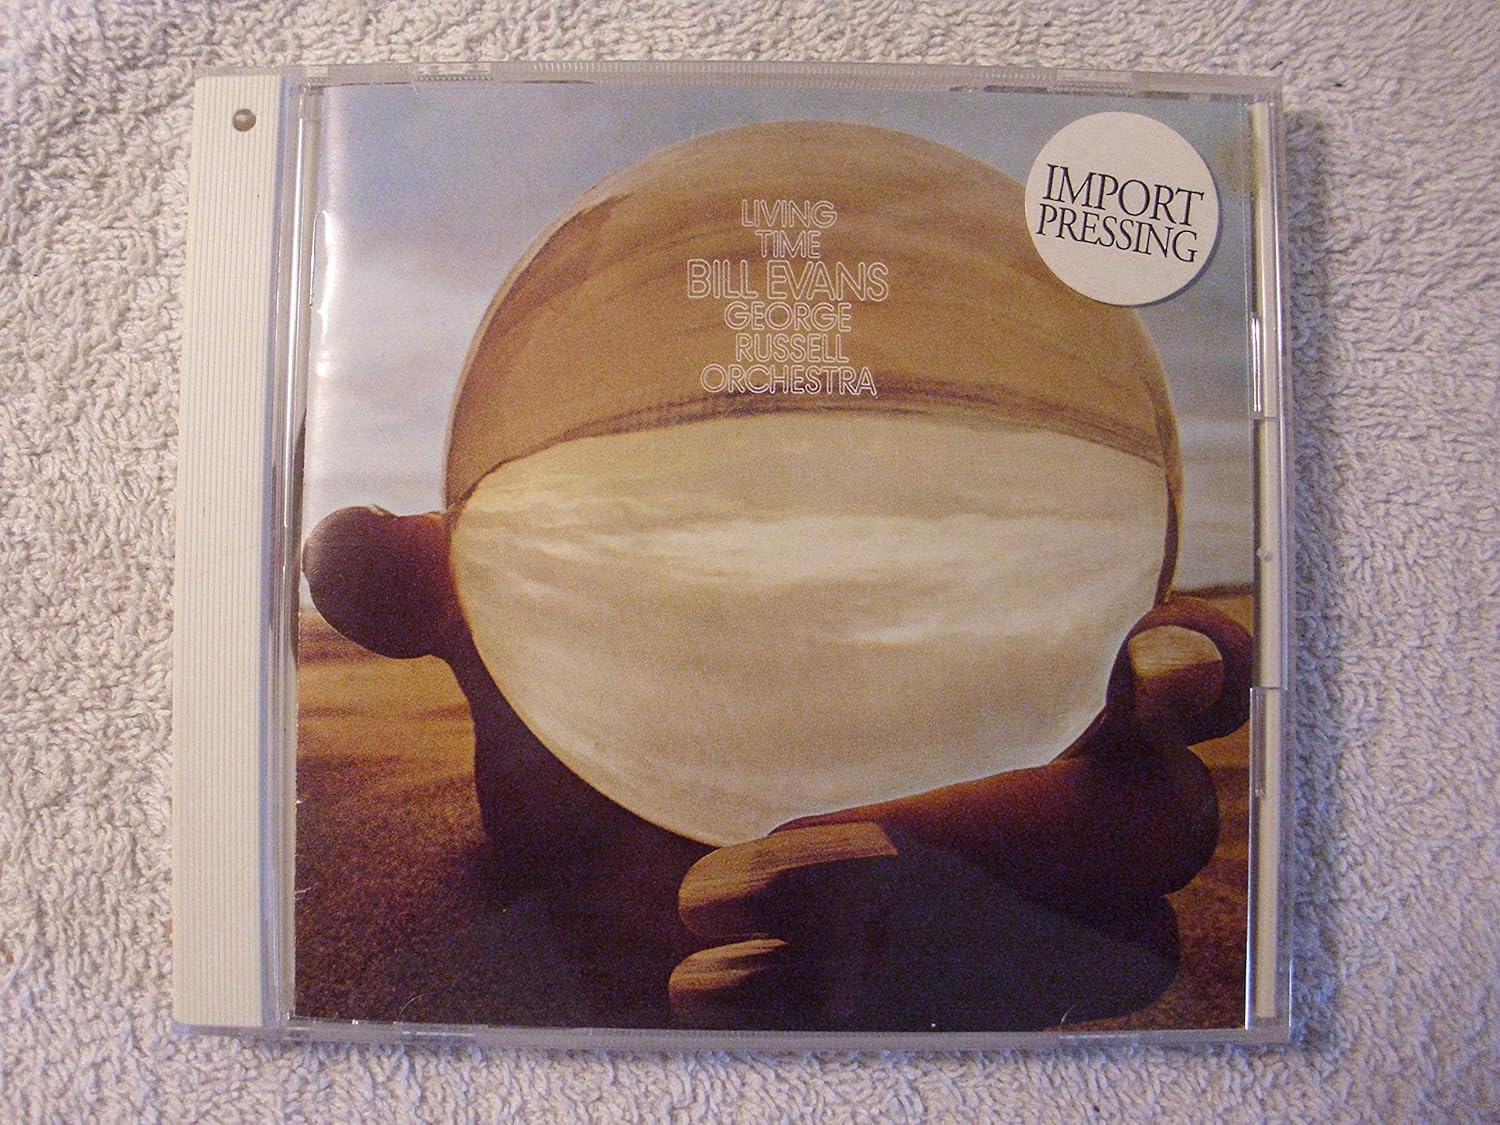 LIVING
TIME
BILL EVANS
GEORGE
RUSSELL
ORCHESTRA
IMPORT
PRESSING